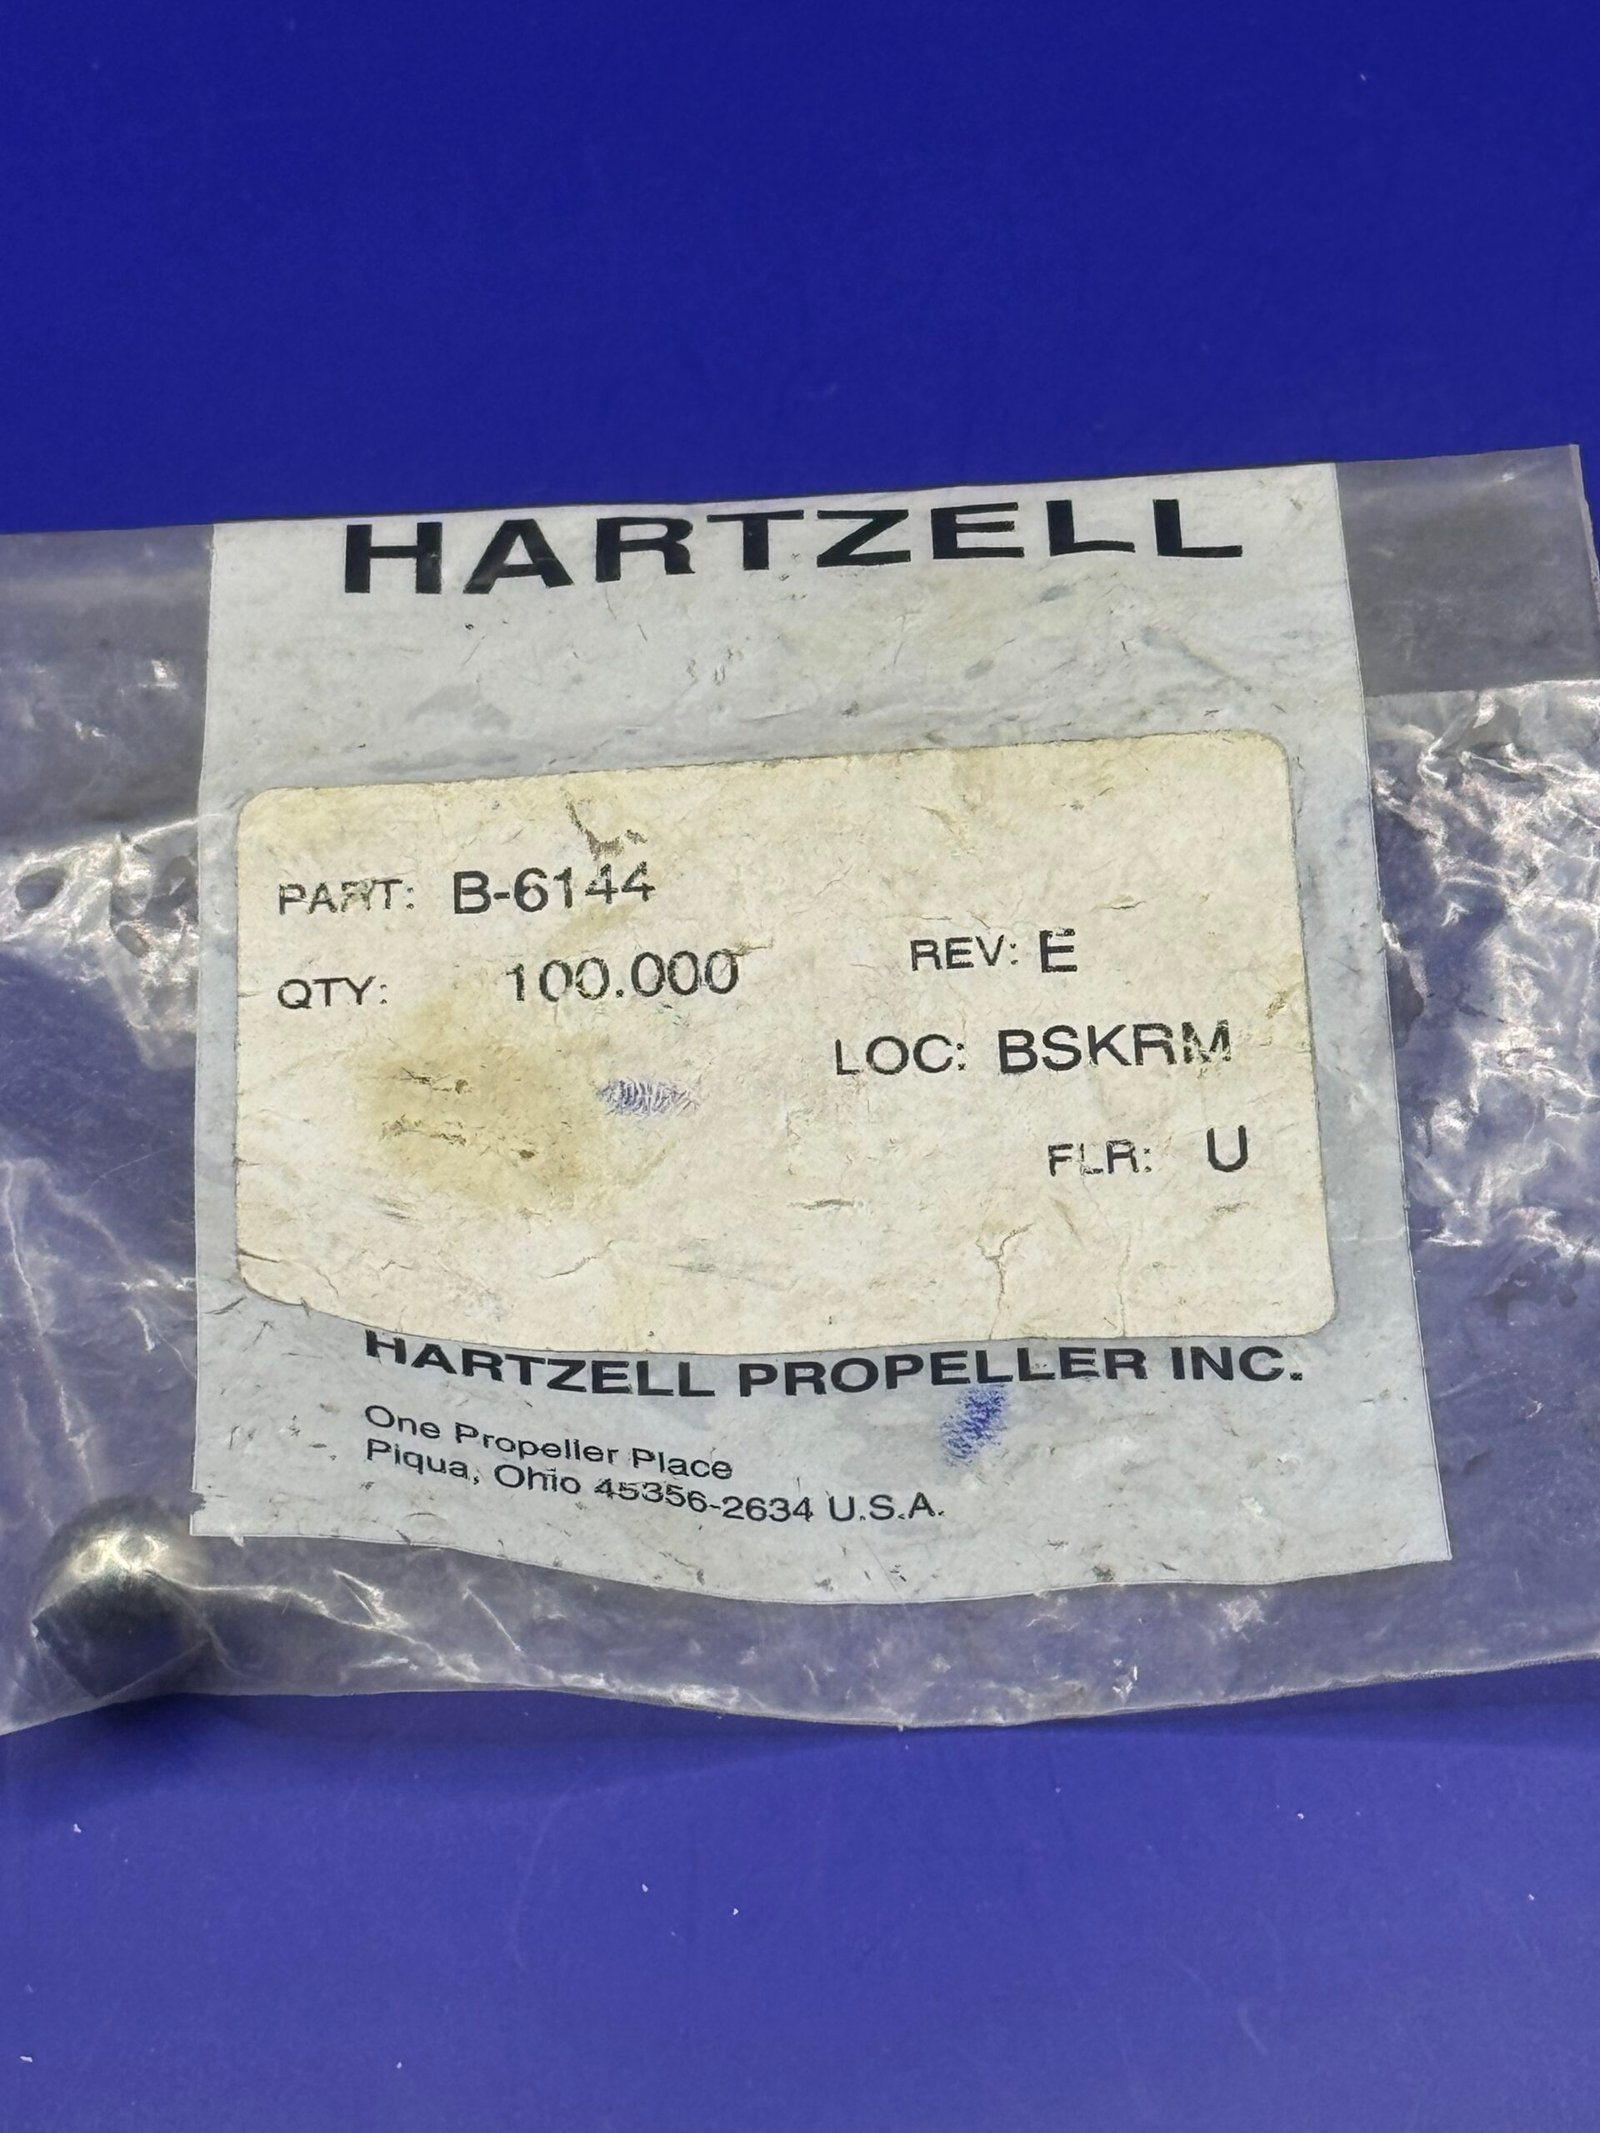 HARTZELL
PART: B-6144
QTY: 100.000
REV: E
LOC: BSKRM
FLR: U
HARTZELL PROPELLER INC.
One Propeller Place
Piqua, Ohio 45356-2634 U.S.A.